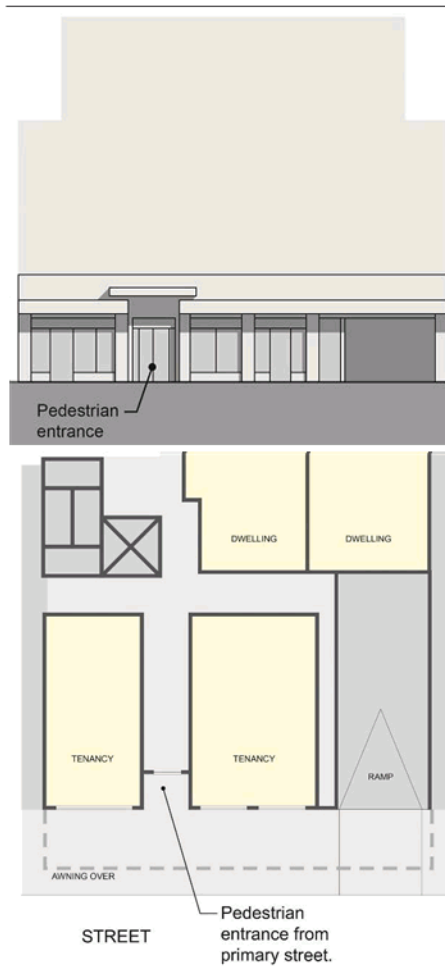 Pedestrian
entrance
DWELLING
DWELLING
TENANCY
TENANCY
RAMP
AWNING OVER
STREET
Pedestrian
entrance from
primary street.